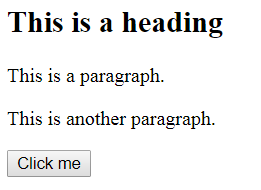 This is a heading
This is a paragraph.
This is another paragraph.
Click me